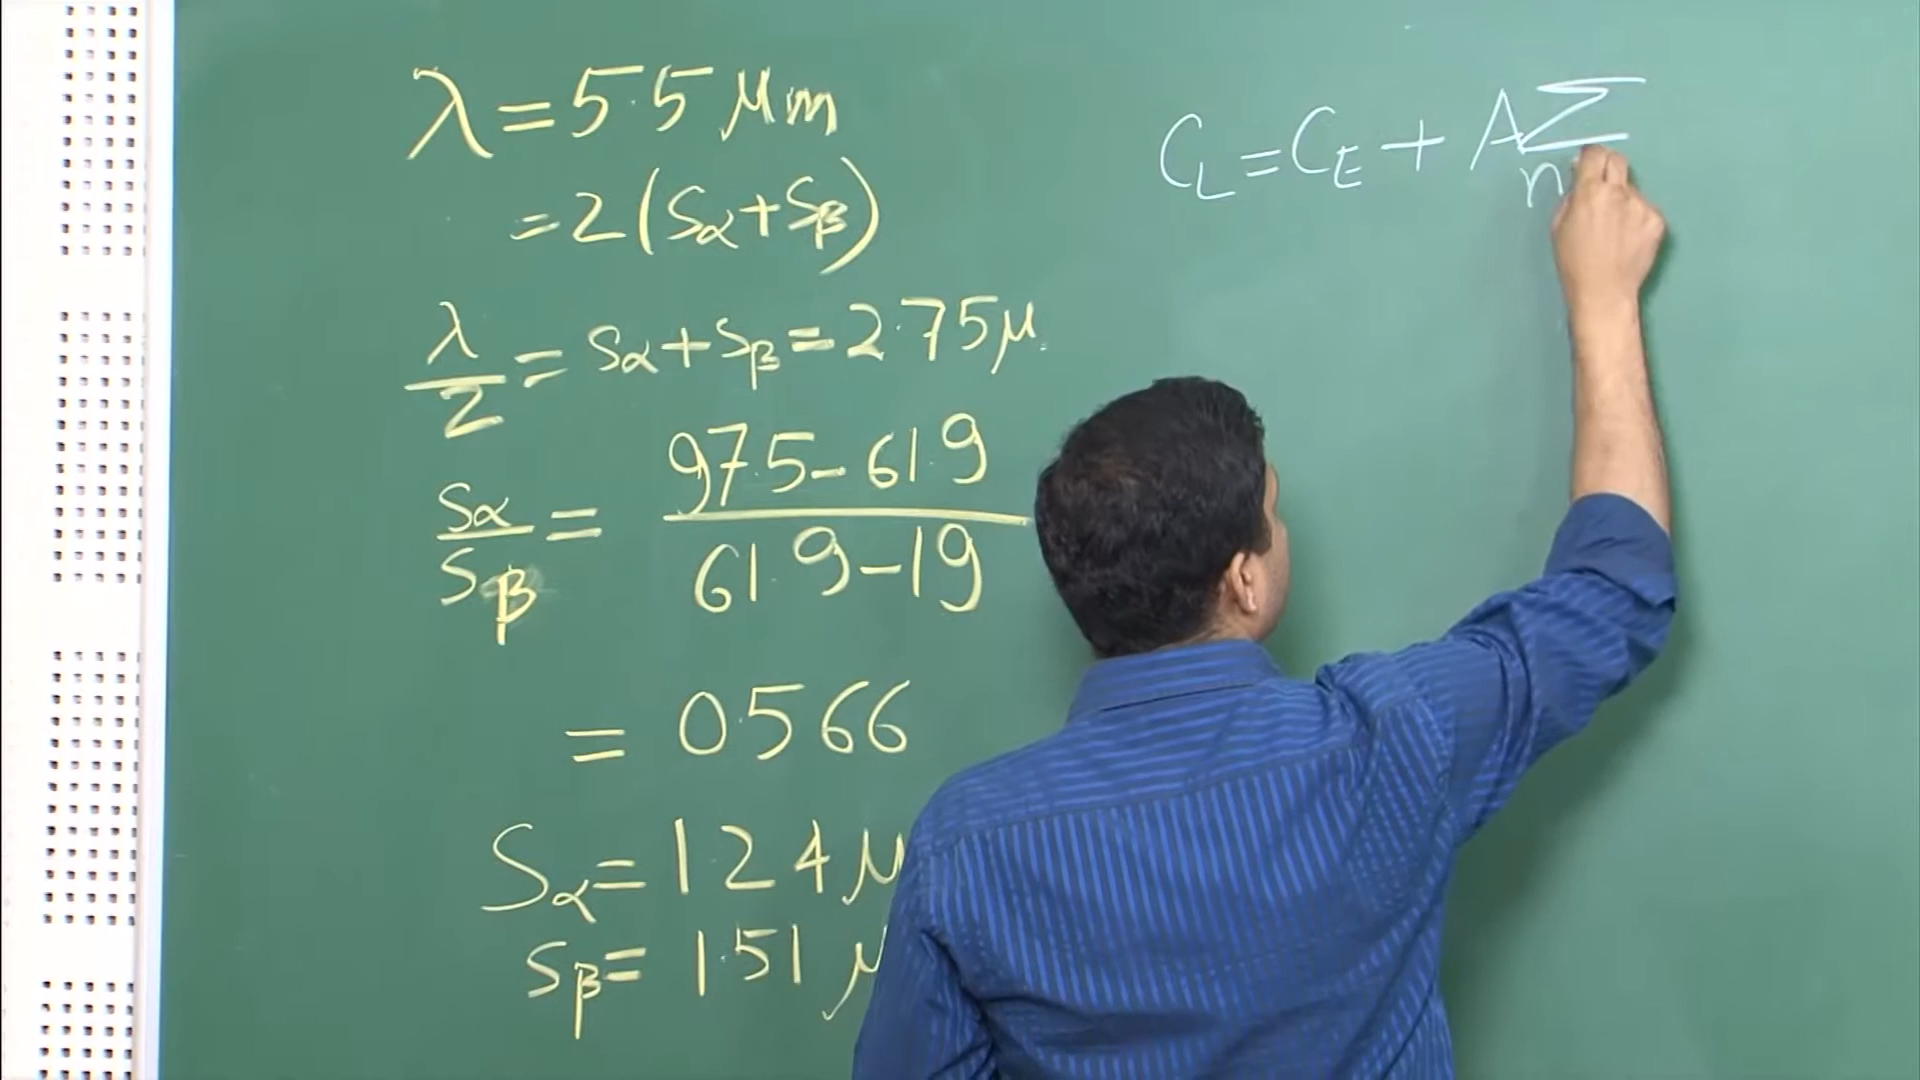 λ = 5.5 μm
= 2(Sα + Sβ)
λ/2 = Sα + Sβ = 2.75 μ
Sα/Sβ = 97.5 - 61.9 / 61.9 - 19
= 0.566
Sα = 1.24 μ
Sβ = 1.51 μ
C_L = C_E + A Σ
n